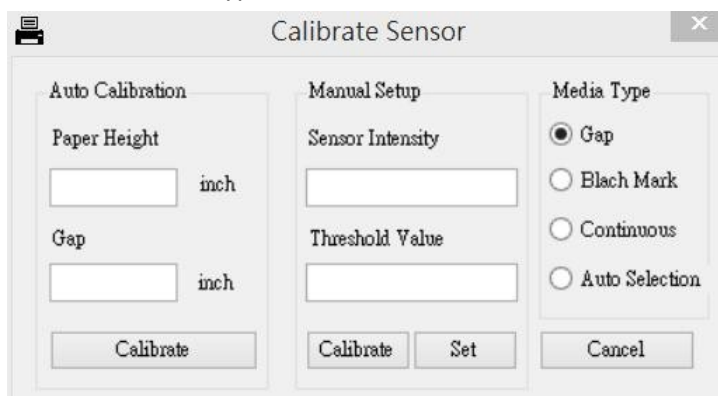 Calibrate Sensor
Auto Calibration
Paper Height
inch
Gap
inch
Calibrate
Manual Setup
Sensor Intensity
Threshold Value
Calibrate
Set
Media Type
Gap
Blach Mark
Continuous
Auto Selection
Cancel